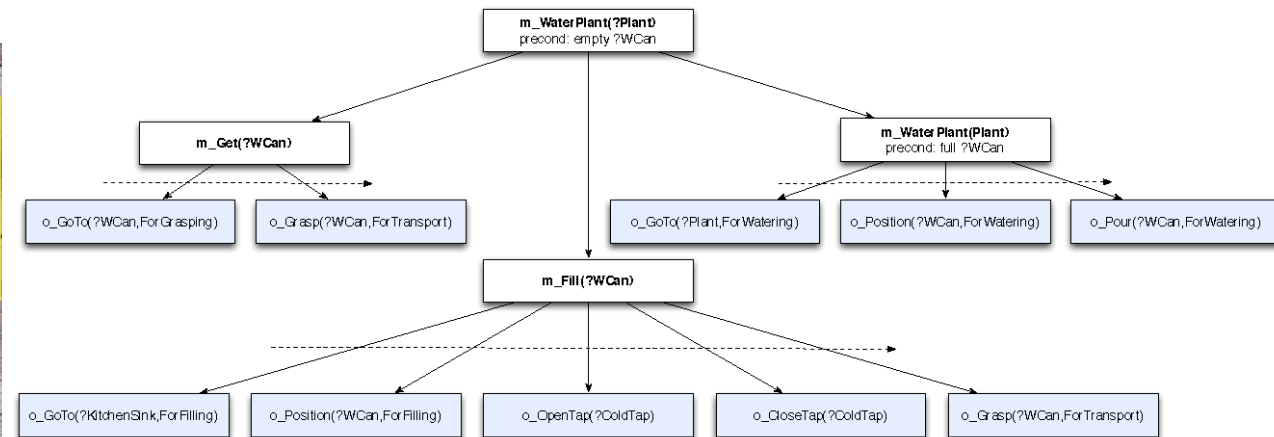 m_WaterPlant(?Plant)
precond: empty ?WCan
m_Get(?WCan)
m_WaterPlant(Plant)
precond: full ?WCan
o_GoTo(?WCan,ForGrasping)
o_Grasp(?WCan,ForTransport)
o_GoTo(?Plant,ForWatering)
o_Position(?WCan,ForWatering)
o_Pour(?WCan,ForWatering)
m_Fill(?WCan)
o_GoTo(?KitchenSink,ForFilling)
o_Position(?WCan,ForFilling)
o_OpenTap(?ColdTap)
o_CloseTap(?ColdTap)
o_Grasp(?WCan,ForTransport)